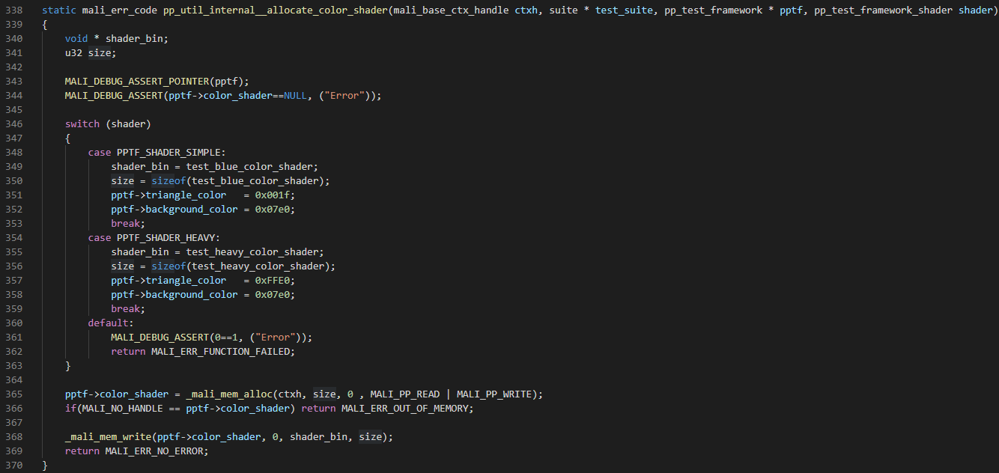 338 static mali_err_code pp_util_internal__allocate_color_shader(mali_base_ctx_handle ctxh, suite * test_suite, pp_test_framework * pptf, pp_test_framework_shader shader)
339 {
340     void * shader_bin;
341     u32 size;
342
343     MALI_DEBUG_ASSERT_POINTER(pptf);
344     MALI_DEBUG_ASSERT(pptf->color_shader==NULL, ("Error"));
345
346     switch (shader)
347     {
348         case PPTF_SHADER_SIMPLE:
349             shader_bin = test_blue_color_shader;
350             size = sizeof(test_blue_color_shader);
351             pptf->triangle_color   = 0x001f;
352             pptf->background_color = 0x07e0;
353             break;
354         case PPTF_SHADER_HEAVY:
355             shader_bin = test_heavy_color_shader;
356             size = sizeof(test_heavy_color_shader);
357             pptf->triangle_color   = 0xFFE0;
358             pptf->background_color = 0x07e0;
359             break;
360         default:
361             MALI_DEBUG_ASSERT(0==1, ("Error"));
362             return MALI_ERR_FUNCTION_FAILED;
363     }
364
365     pptf->color_shader = _mali_mem_alloc(ctxh, size, 0 , MALI_PP_READ | MALI_PP_WRITE);
366     if(MALI_NO_HANDLE == pptf->color_shader) return MALI_ERR_OUT_OF_MEMORY;
367
368     _mali_mem_write(pptf->color_shader, 0, shader_bin, size);
369     return MALI_ERR_NO_ERROR;
370 }